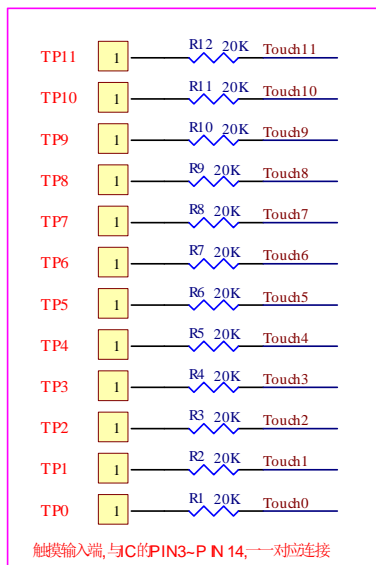 TP11 1 R12 20K Touch11
TP10 1 R11 20K Touch10
TP9 1 R10 20K Touch9
TP8 1 R9 20K Touch8
TP7 1 R8 20K Touch7
TP6 1 R7 20K Touch6
TP5 1 R6 20K Touch5
TP4 1 R5 20K Touch4
TP3 1 R4 20K Touch3
TP2 1 R3 20K Touch2
TP1 1 R2 20K Touch1
TP0 1 R1 20K Touch0
触摸输入端,与IC的PIN3~PIN14,一一对应连接